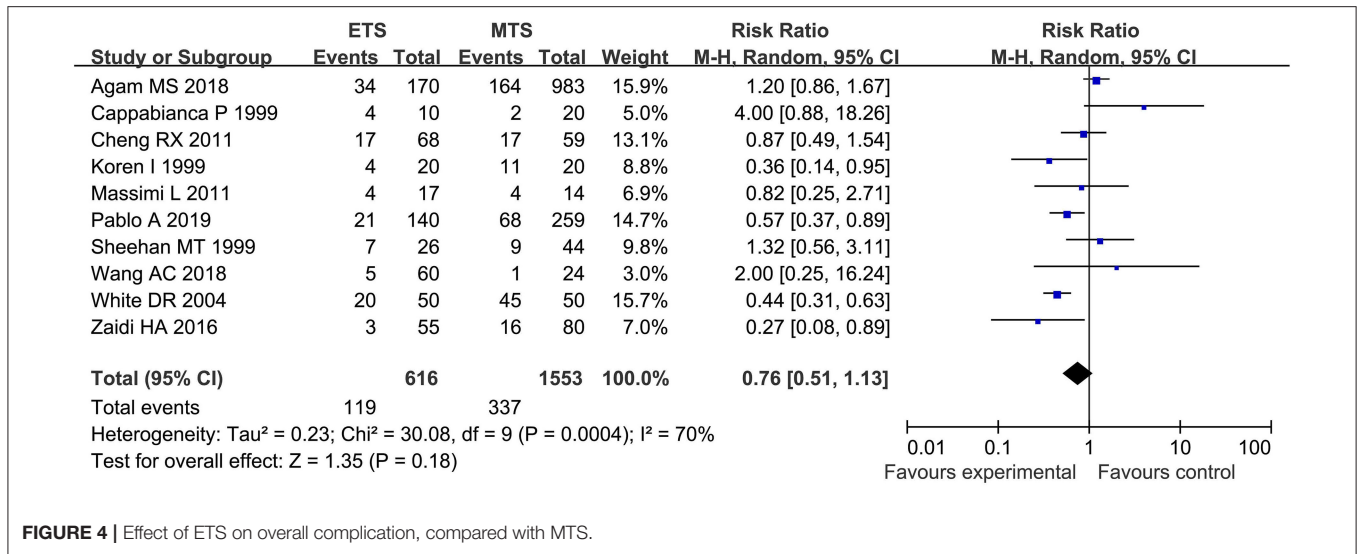 ETS MTS Risk Ratio Risk Ratio
Study or Subgroup Events Total Events Total Weight M-H, Random, 95% CI M-H, Random, 95% CI
Agam MS 2018 34 170 164 983 15.9% 1.20 [0.86, 1.67]
Cappabianca P 1999 4 10 2 20 5.0% 4.00 [0.88, 18.26]
Cheng RX 2011 17 68 17 59 13.1% 0.87 [0.49, 1.54]
Koren I 1999 4 20 11 20 8.8% 0.36 [0.14, 0.95]
Massimi L 2011 4 17 4 14 6.9% 0.82 [0.25, 2.71]
Pablo A 2019 21 140 68 259 14.7% 0.57 [0.37, 0.89]
Sheehan MT 1999 7 26 9 44 9.8% 1.32 [0.56, 3.11]
Wang AC 2018 5 60 1 24 3.0% 2.00 [0.25, 16.24]
White DR 2004 20 50 45 50 15.7% 0.44 [0.31, 0.63]
Zaidi HA 2016 3 55 16 80 7.0% 0.27 [0.08, 0.89]
Total (95% CI) 616 1553 100.0% 0.76 [0.51, 1.13]
Total events 119 337
Heterogeneity: Tau² = 0.23; Chi² = 30.08, df = 9 (P = 0.0004); I² = 70%
Test for overall effect: Z = 1.35 (P = 0.18)
0.01 0.1 1 10 100
Favours experimental Favours control
FIGURE 4 | Effect of ETS on overall complication, compared with MTS.